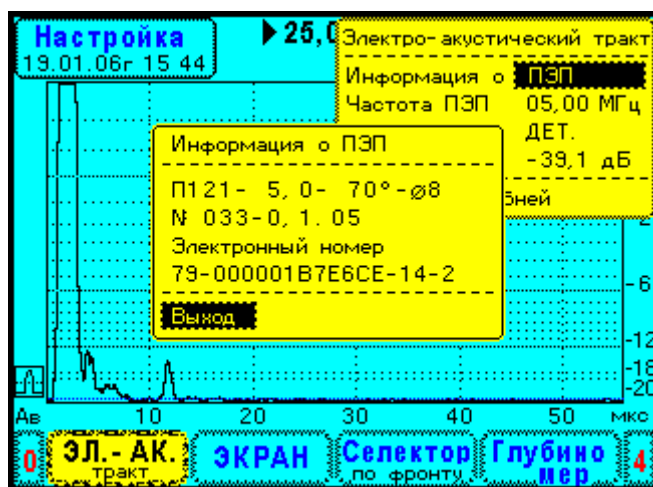 Настройка
19.01.06г 15 44
25,0
Электро-акустический тракт
Информация о ПЭП
Частота ПЭП 05,00 МГц
ДЕТ.
-39,1 дБ
бней
Информация о ПЭП
П121- 5,0- 70°-ø8
N 033-0,1.05
Электронный номер
79-000001B7E6CE-14-2
Выход
-6
-12
-18
-20
Ав 10 20 30 40 50 мкс
0 ЭЛ.- АК. ЭКРАН Селектор Глубино 4
тракт по фронту мер